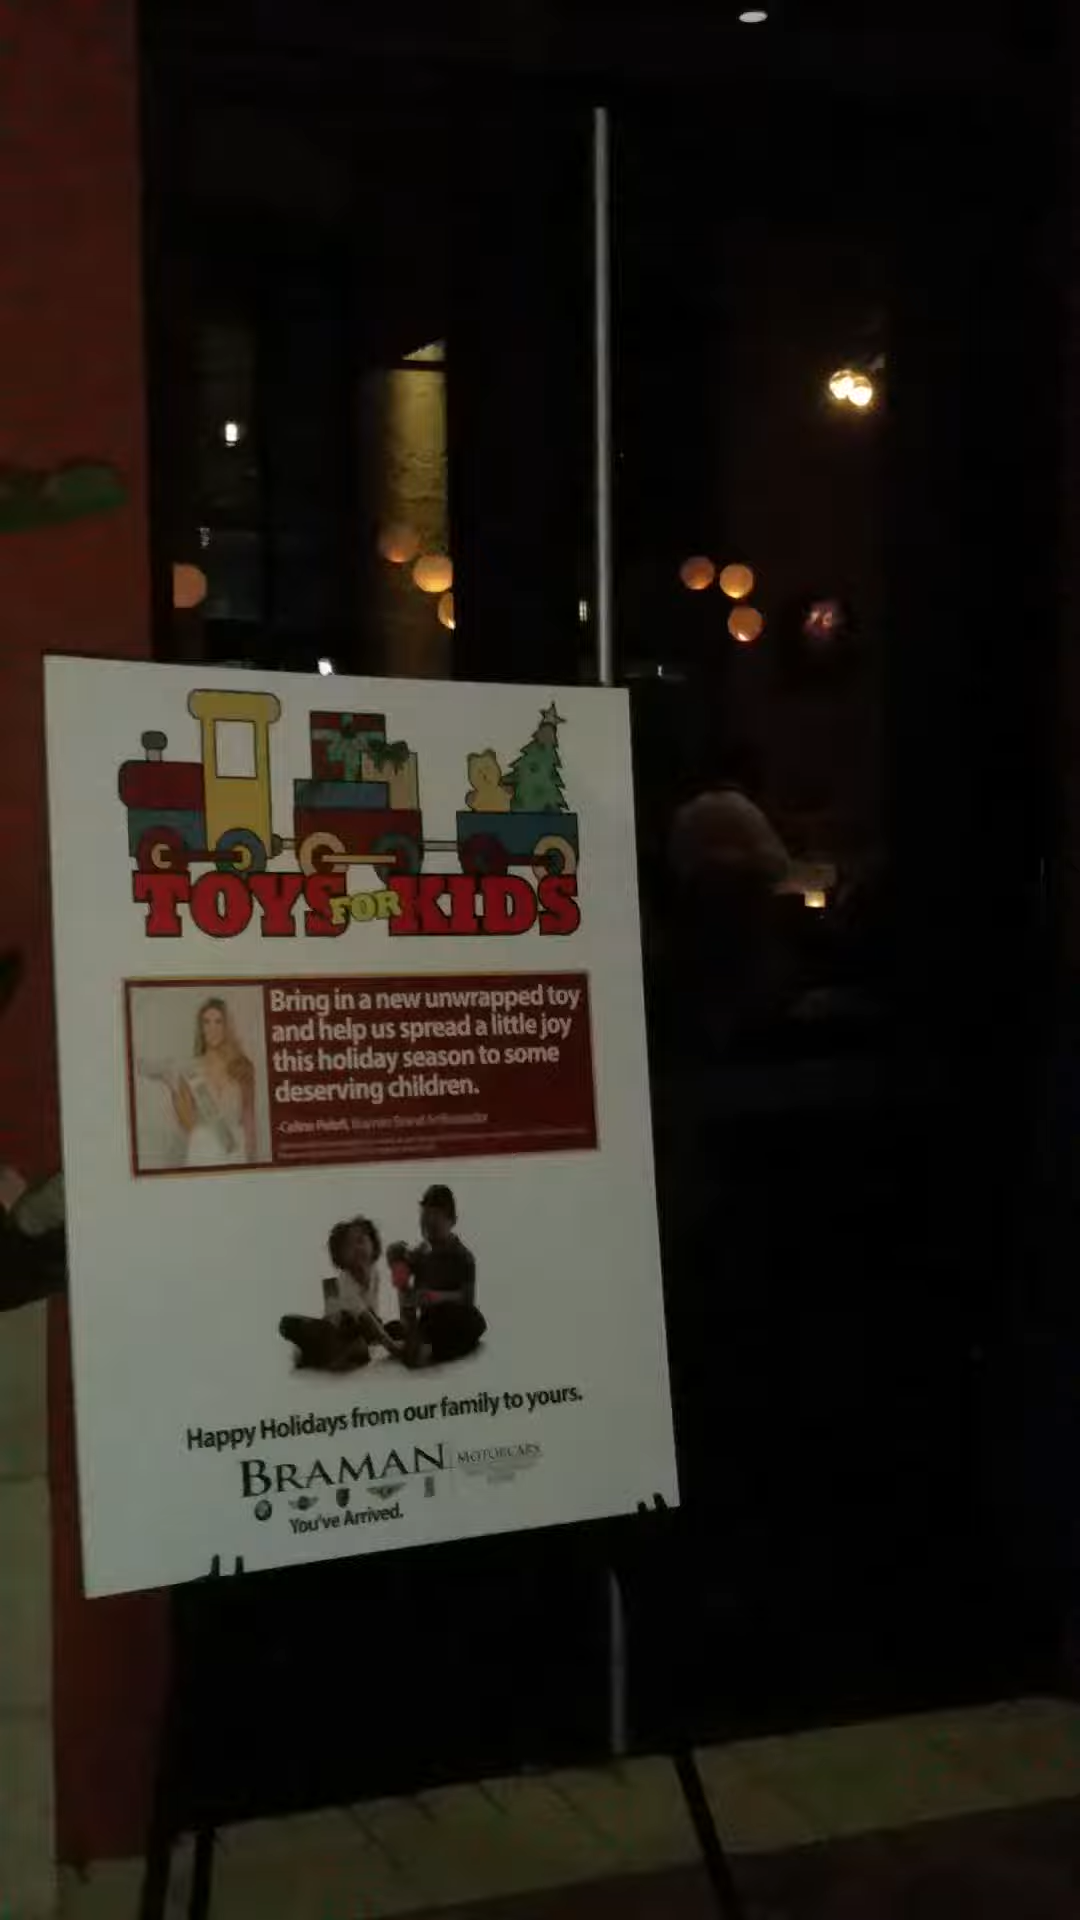 TOYS FOR KIDS
Bring in a new unwrapped toy
and help us spread a little joy
this holiday season to some
deserving children.
Happy Holidays from our family to yours.
BRAMAN MOTORCARS
You've Arrived.